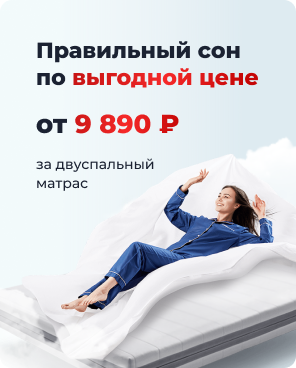 Правильный сон
по выгодной цене
от 9 890 ₽
за двуспальный
матрас